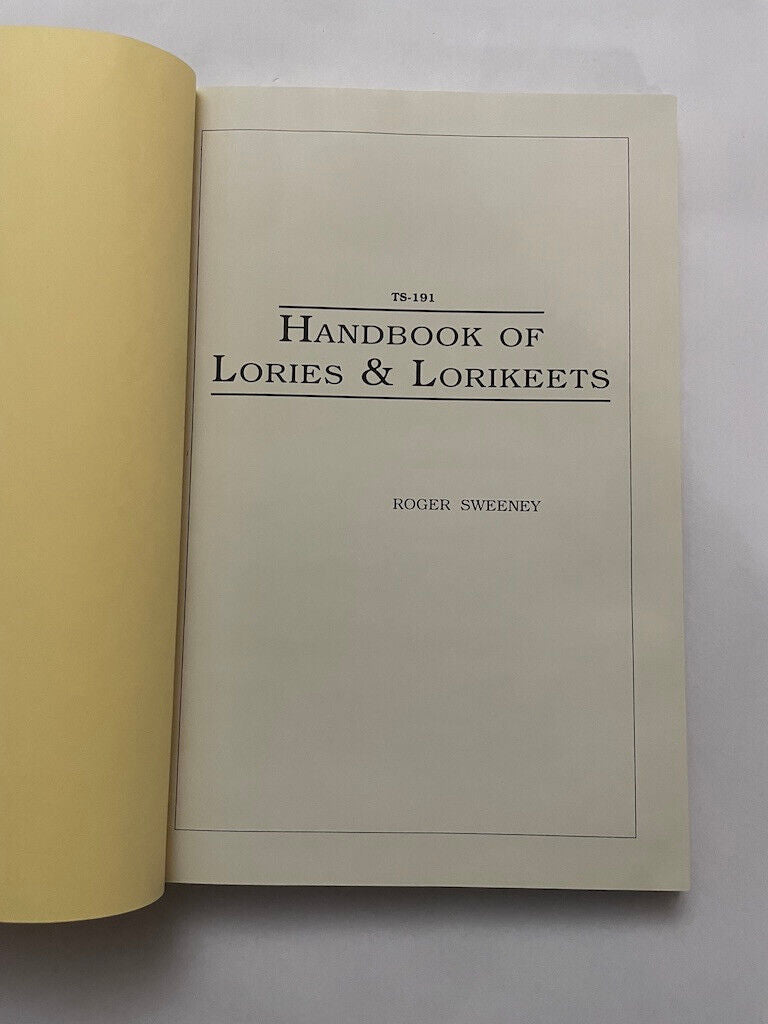 TS-191
HANDBOOK OF
LORIES & LORIKEETS
ROGER SWEENEY